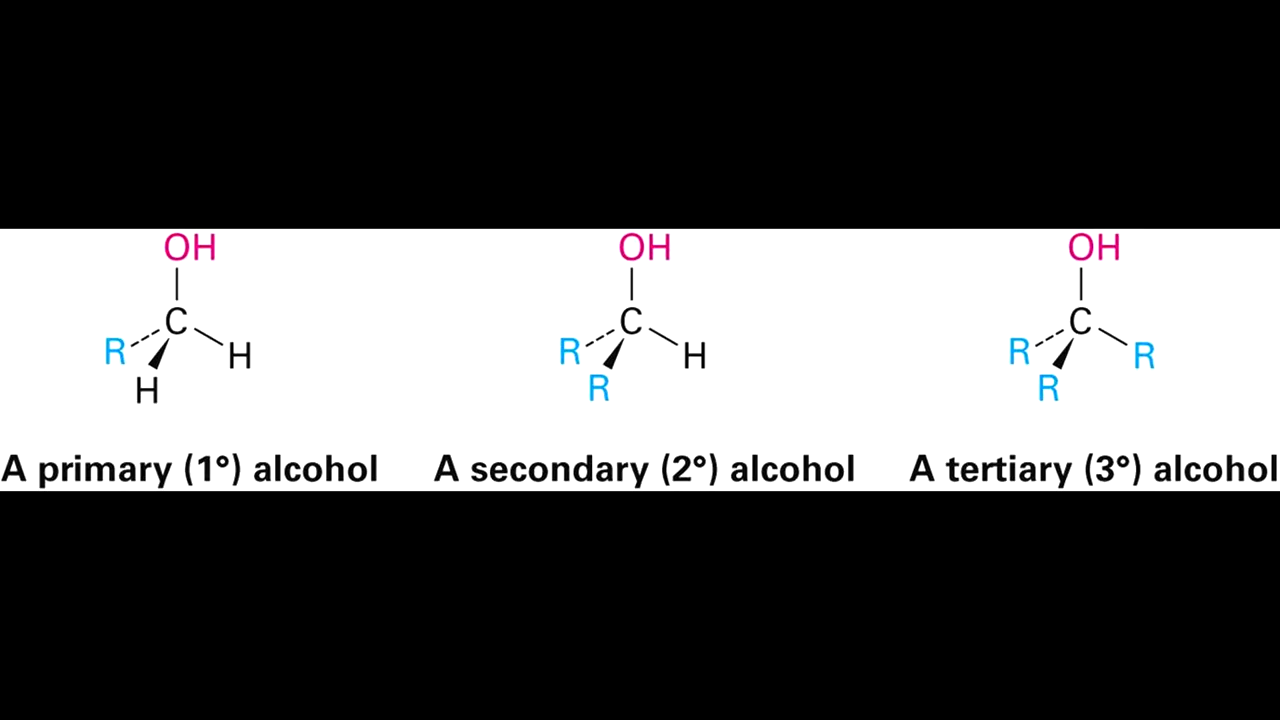 OH OH OH
C C C
R H R H R R
H R R
A primary (1°) alcohol A secondary (2°) alcohol A tertiary (3°) alcohol